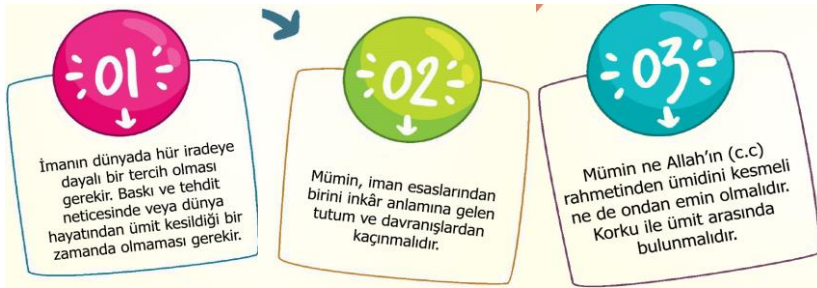 01
İmanın dünyada hür iradeye
dayalı bir tercih olması
gerekir. Baskı ve tehdit
neticesinde veya dünya
hayatından ümit kesildiği bir
zamanda olmaması gerekir.
02
Mümin, iman esaslarından
birini inkâr anlamına gelen
tutum ve davranışlardan
kaçınmalıdır.
03
Mümin ne Allah’ın (c.c)
rahmetinden ümidini kesmeli
ne de ondan emin olmalıdır.
Korku ile ümit arasında
bulunmalıdır.